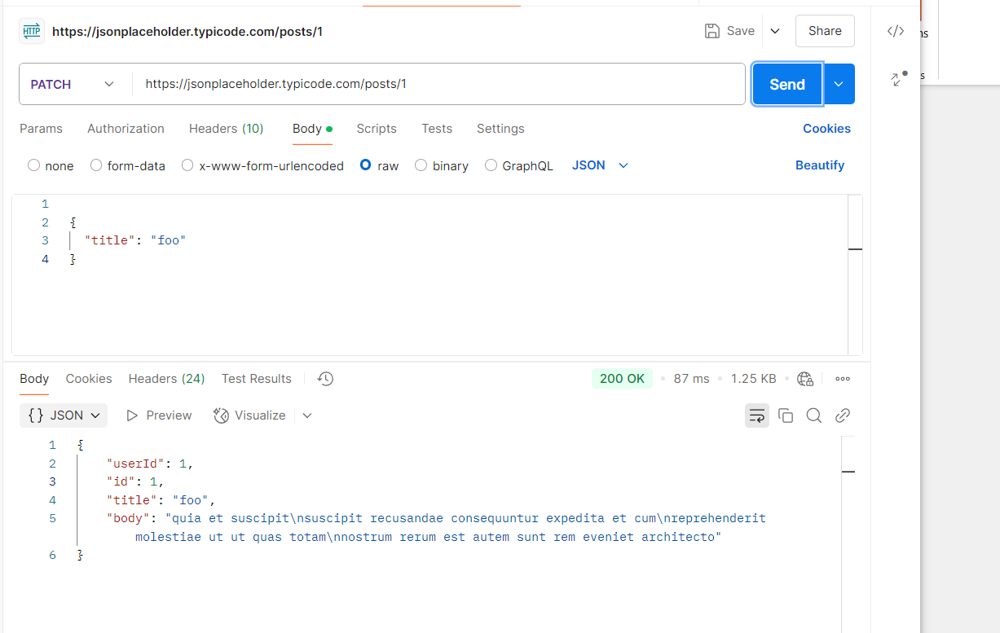 HTTP https://jsonplaceholder.typicode.com/posts/1 Save Share
ns
PATCH https://jsonplaceholder.typicode.com/posts/1 Send
s
Params Authorization Headers (10) Body Scripts Tests Settings Cookies
none form-data x-www-form-urlencoded raw binary GraphQL JSON Beautify
1
2 {
3 "title": "foo"
4 }
Body Cookies Headers (24) Test Results 200 OK 87 ms 1.25 KB
{} JSON Preview Visualize
1 {
2 "userId": 1,
3 "id": 1,
4 "title": "foo",
5 "body": "quia et suscipit\nsuscipit recusandae consequuntur expedita et cum\nreprehenderit
molestiae ut ut quas totam\nnostrum rerum est autem sunt rem eveniet architecto"
6 }